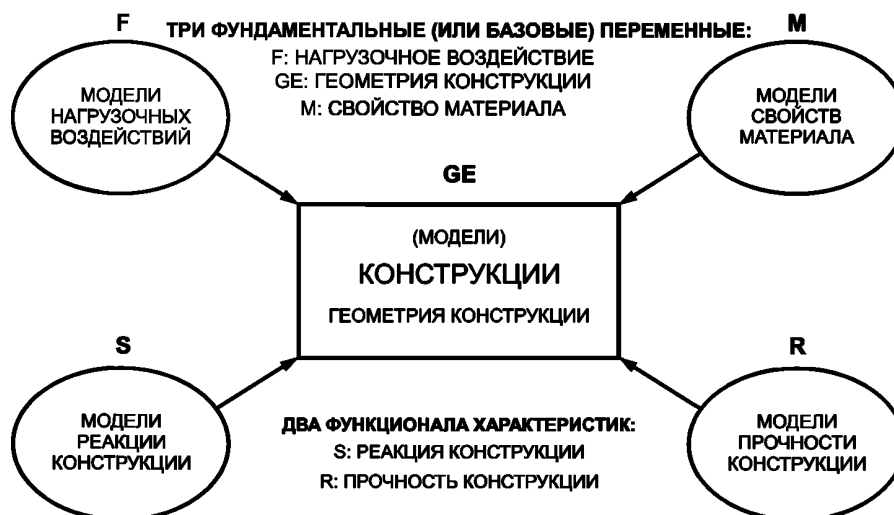 F
ТРИ ФУНДАМЕНТАЛЬНЫЕ (ИЛИ БАЗОВЫЕ) ПЕРЕМЕННЫЕ:
M
F: НАГРУЗОЧНОЕ ВОЗДЕЙСТВИЕ
GE: ГЕОМЕТРИЯ КОНСТРУКЦИИ
M: СВОЙСТВО МАТЕРИАЛА
МОДЕЛИ
НАГРУЗОЧНЫХ
ВОЗДЕЙСТВИЙ
МОДЕЛИ
СВОЙСТВ
МАТЕРИАЛА
GE
(МОДЕЛИ)
КОНСТРУКЦИИ
ГЕОМЕТРИЯ КОНСТРУКЦИИ
S
R
МОДЕЛИ
РЕАКЦИИ
КОНСТРУКЦИИ
ДВА ФУНКЦИОНАЛА ХАРАКТЕРИСТИК:
S: РЕАКЦИЯ КОНСТРУКЦИИ
R: ПРОЧНОСТЬ КОНСТРУКЦИИ
МОДЕЛИ
ПРОЧНОСТИ
КОНСТРУКЦИИ